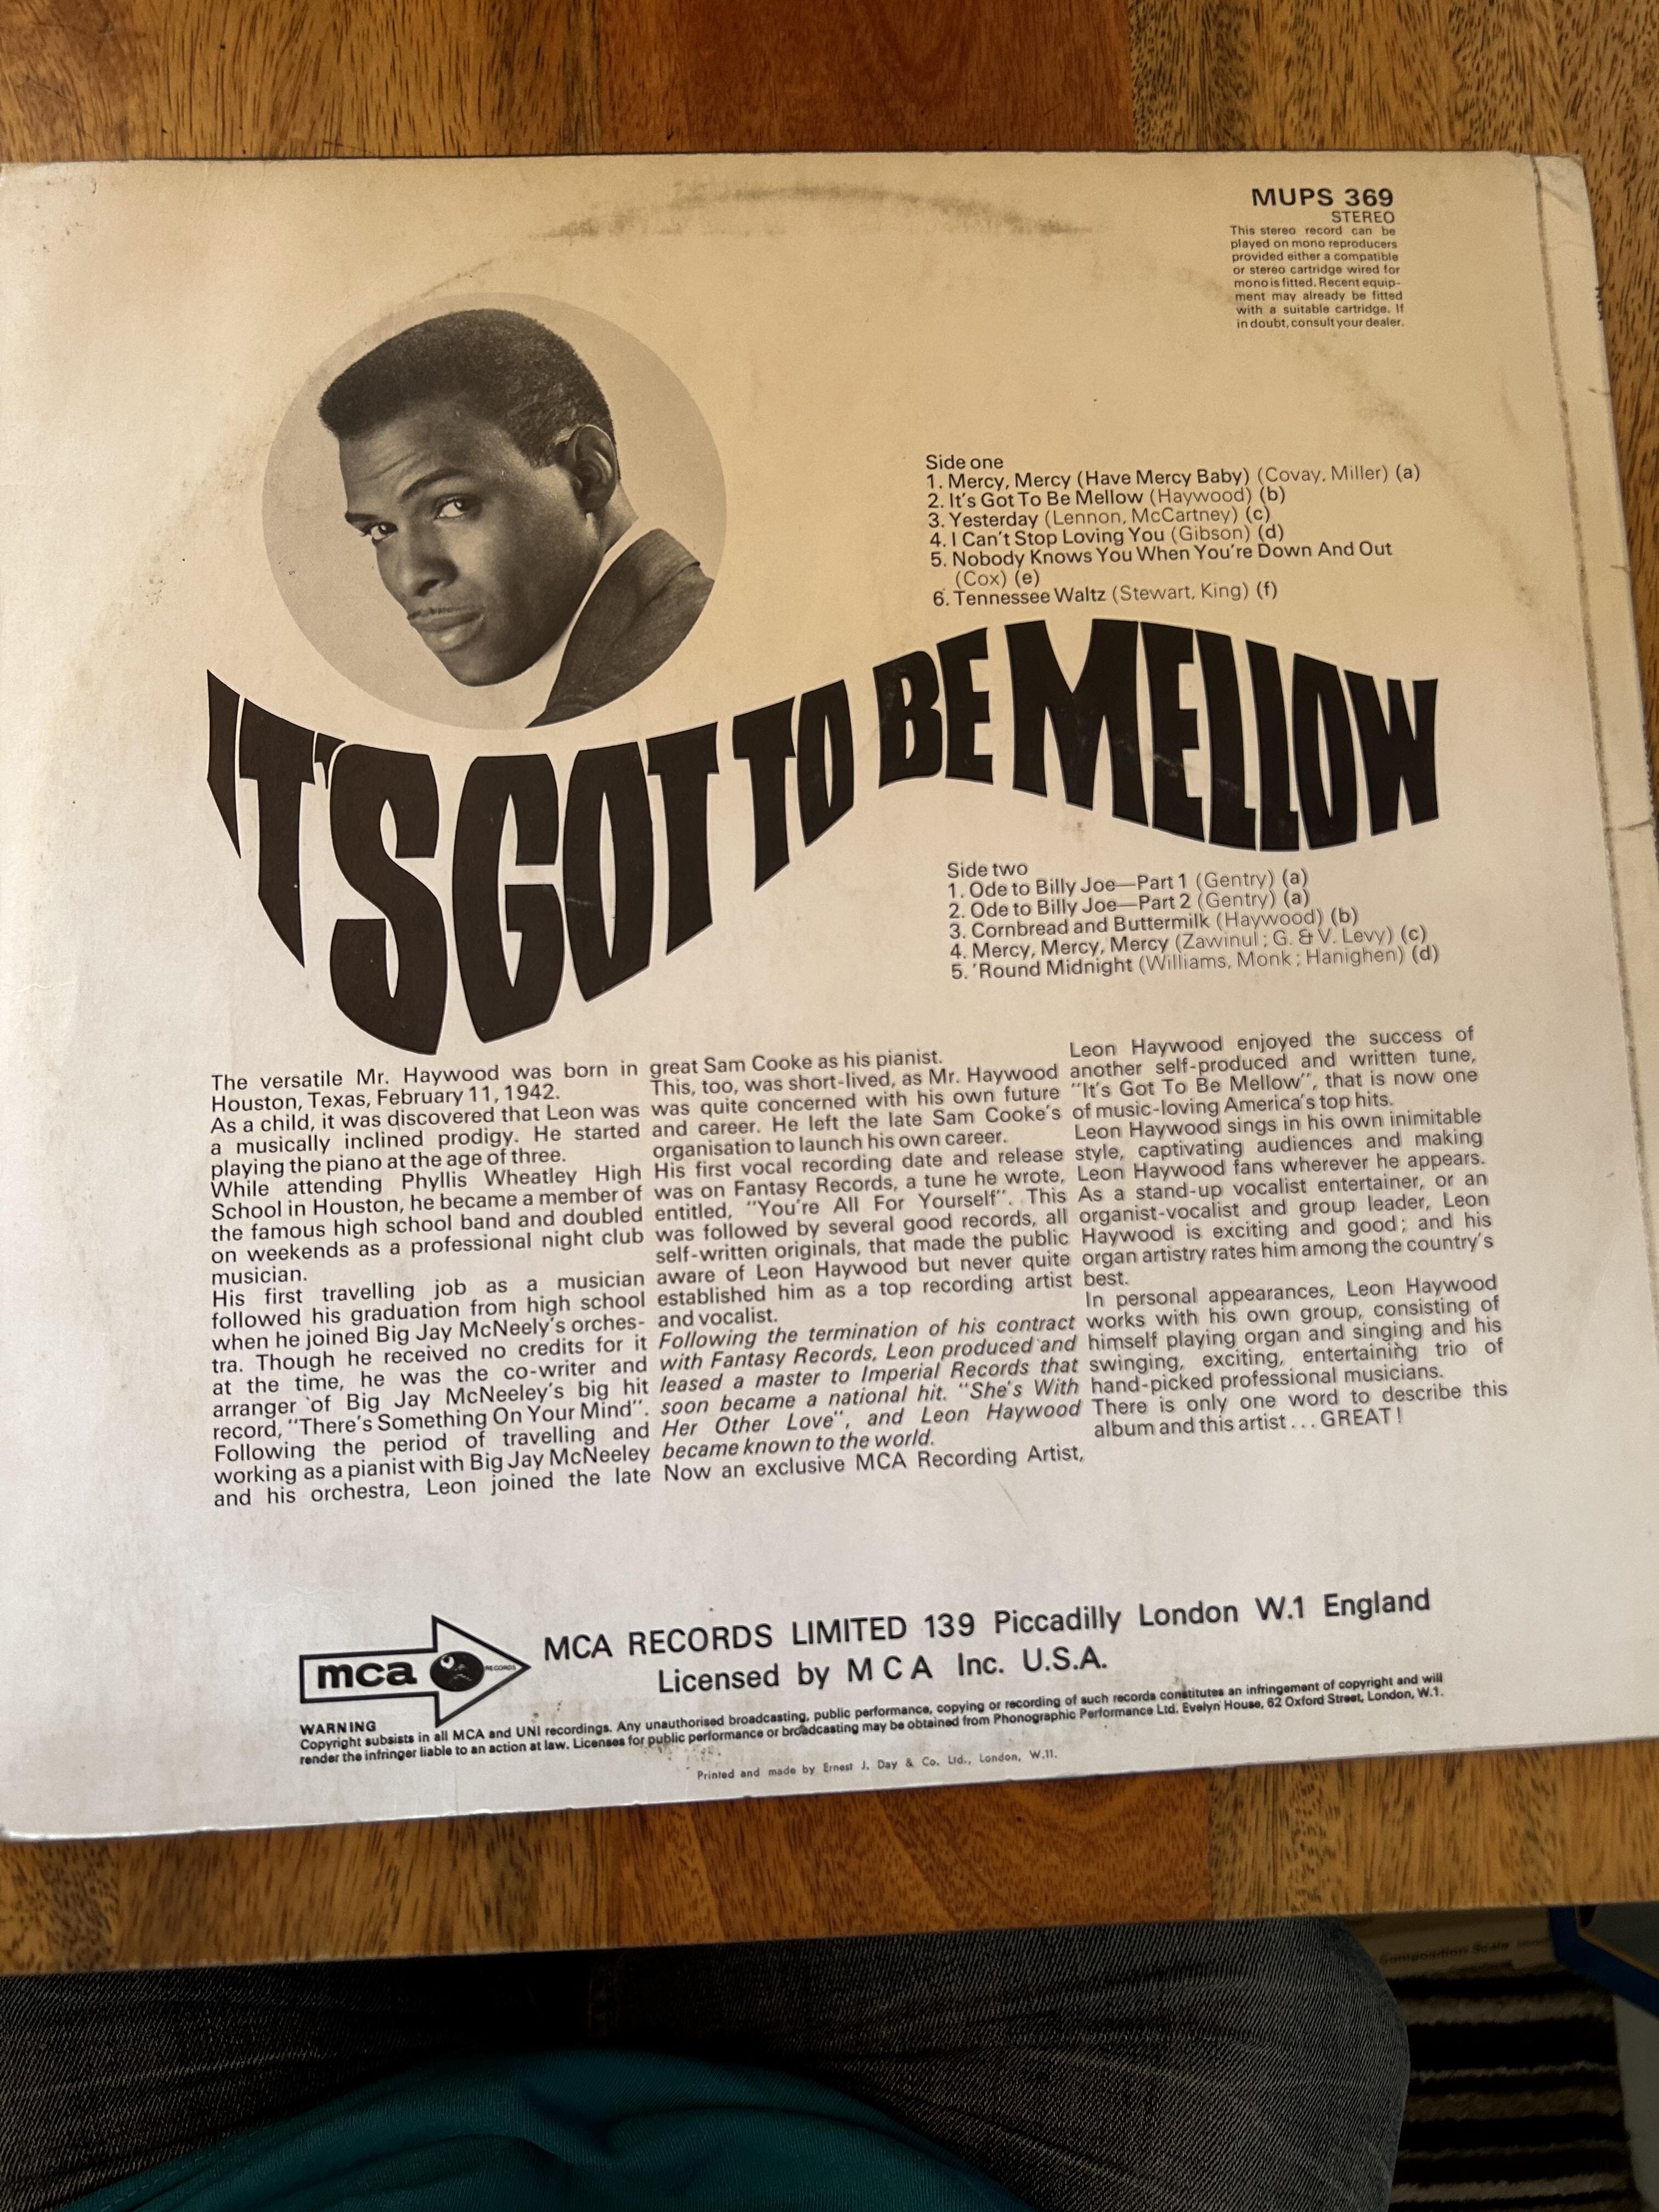 MUPS 369
STEREO
This stereo record can be
played on mono reproducers
provided either a compatible
or stereo cartridge wired for
mono is fitted. Recent equip-
ment may already be fitted
with a suitable cartridge. If
in doubt, consult your dealer.
Side one
1. Mercy, Mercy (Have Mercy Baby) (Covay, Miller) (a)
2. It's Got To Be Mellow (Haywood) (b)
3. Yesterday (Lennon, McCartney) (c)
4. I Can't Stop Loving You (Gibson) (d)
5. Nobody Knows You When You're Down And Out
(Cox) (e)
6. Tennessee Waltz (Stewart, King) (f)
IT'S GOT TO BE MELLOW
Side two
1. Ode to Billy Joe—Part 1 (Gentry) (a)
2. Ode to Billy Joe—Part 2 (Gentry) (a)
3. Cornbread and Buttermilk (Haywood) (b)
4. Mercy, Mercy, Mercy (Zawinul; G. & V. Levy) (c)
5. 'Round Midnight (Williams, Monk; Hanighen) (d)
The versatile Mr. Haywood was born in
Houston, Texas, February 11, 1942.
As a child, it was discovered that Leon was
a musically inclined prodigy. He started
playing the piano at the age of three.
While attending Phyllis Wheatley High
School in Houston, he became a member of
the famous high school band and doubled
on weekends as a professional night club
musician.
His first travelling job as a musician
followed his graduation from high school
when he joined Big Jay McNeely's orches-
tra. Though he received no credits for it
at the time, he was the co-writer and
arranger of Big Jay McNeeley's big hit
record, "There's Something On Your Mind".
Following the period of travelling and
working as a pianist with Big Jay McNeeley
and his orchestra, Leon joined the late
great Sam Cooke as his pianist.
This, too, was short-lived, as Mr. Haywood
was quite concerned with his own future
and career. He left the late Sam Cooke's
organisation to launch his own career.
His first vocal recording date and release
was on Fantasy Records, a tune he wrote,
entitled, "You're All For Yourself". This
was followed by several good records, all
self-written originals, that made the public
aware of Leon Haywood but never quite
established him as a top recording artist
and vocalist.
Following the termination of his contract
with Fantasy Records, Leon produced and
leased a master to Imperial Records that
soon became a national hit. "She's With
Her Other Love", and Leon Haywood
became known to the world.
Now an exclusive MCA Recording Artist,
Leon Haywood enjoyed the success of
another self-produced and written tune,
"It's Got To Be Mellow", that is now one
of music-loving America's top hits.
Leon Haywood sings in his own inimitable
style, captivating audiences and making
Leon Haywood fans wherever he appears.
As a stand-up vocalist entertainer, or an
organist-vocalist and group leader, Leon
Haywood is exciting and good; and his
organ artistry rates him among the country's
best.
In personal appearances, Leon Haywood
works with his own group, consisting of
himself playing organ and singing and his
swinging, exciting, entertaining trio of
hand-picked professional musicians.
There is only one word to describe this
album and this artist . . . GREAT!
mca RECORDS
MCA RECORDS LIMITED 139 Piccadilly London W.1 England
Licensed by MCA Inc. U.S.A.
WARNING
Copyright subsists in all MCA and UNI recordings. Any unauthorised broadcasting, public performance, copying or recording of such records constitutes an infringement of copyright and will
render the infringer liable to an action at law. Licenses for public performance or broadcasting may be obtained from Phonographic Performance Ltd. Evelyn House, 62 Oxford Street, London, W.1.
Printed and made by Ernest J. Day & Co. Ltd., London, W.11.
Composition Scale